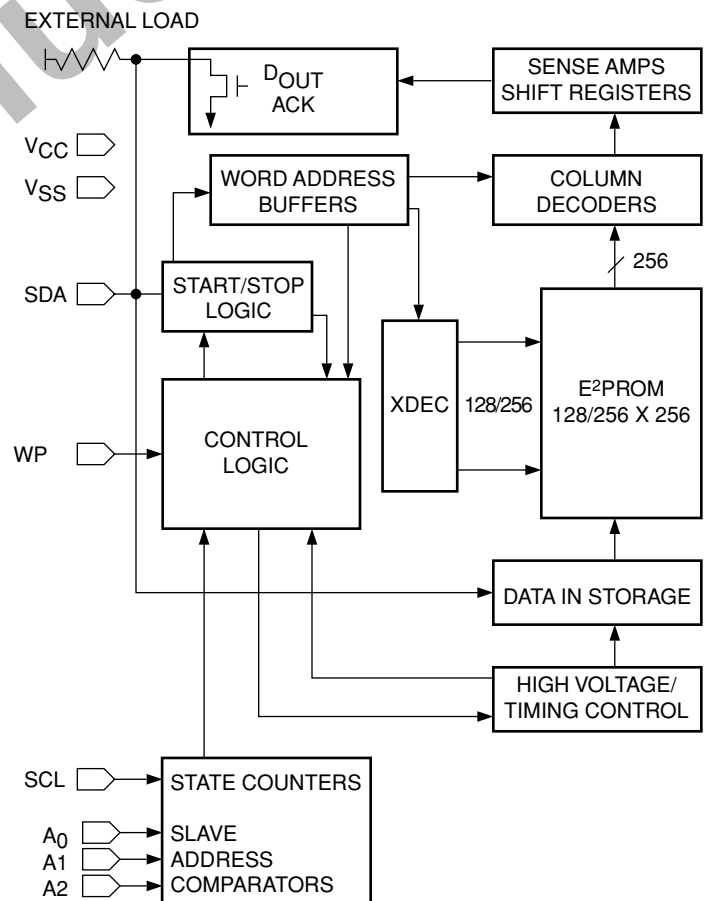 EXTERNAL LOAD
DOUT
ACK
SENSE AMPS
SHIFT REGISTERS
VCC
VSS
WORD ADDRESS
BUFFERS
COLUMN
DECODERS
256
SDA
START/STOP
LOGIC
XDEC
128/256
E²PROM
128/256 X 256
WP
CONTROL
LOGIC
DATA IN STORAGE
HIGH VOLTAGE/
TIMING CONTROL
SCL
STATE COUNTERS
A0
SLAVE
A1
ADDRESS
A2
COMPARATORS